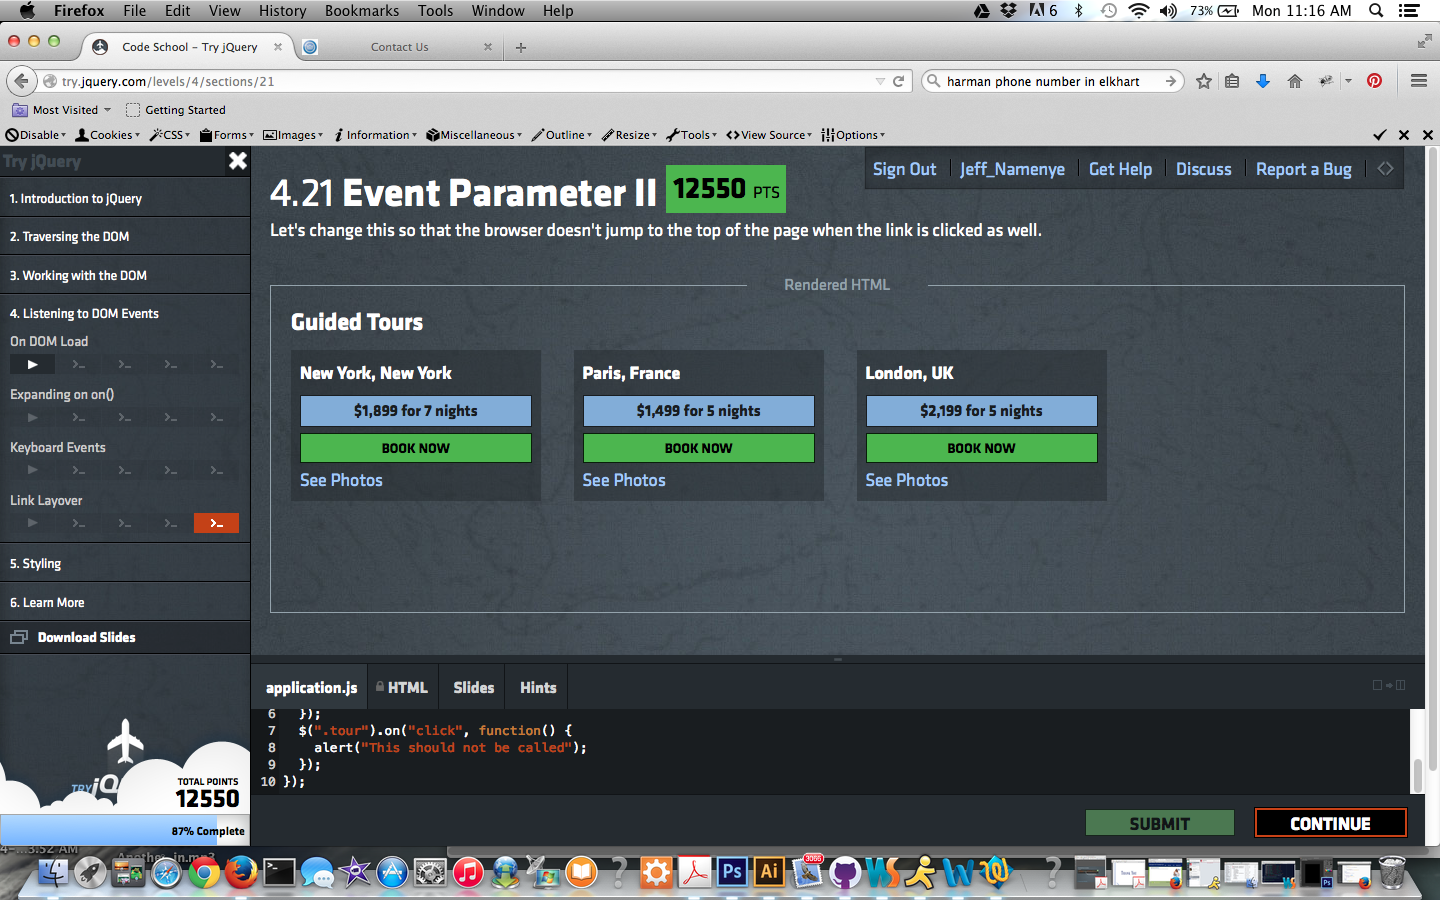 Firefox File Edit View History Bookmarks Tools Window Help 6 73% Mon 11:16 AM
Code School - Try jQuery
Contact Us
try.jquery.com/levels/4/sections/21
harman phone number in elkhart
Most Visited Getting Started
Disable Cookies CSS Forms Images Information Miscellaneous Outline Resize Tools View Source Options
Try jQuery
1. Introduction to jQuery
2. Traversing the DOM
3. Working with the DOM
4. Listening to DOM Events
On DOM Load
Expanding on on()
Keyboard Events
Link Layover
5. Styling
6. Learn More
Download Slides
TRY jQ
TOTAL POINTS
12550
87% Complete
Sign Out Jeff_Namenye Get Help Discuss Report a Bug
4.21 Event Parameter II 12550 PTS
Let's change this so that the browser doesn't jump to the top of the page when the link is clicked as well.
Rendered HTML
Guided Tours
New York, New York
$1,899 for 7 nights
BOOK NOW
See Photos
Paris, France
$1,499 for 5 nights
BOOK NOW
See Photos
London, UK
$2,199 for 5 nights
BOOK NOW
See Photos
application.js HTML Slides Hints
6 });
7 $(".tour").on("click", function() {
8 alert("This should not be called");
9 });
10 });
SUBMIT CONTINUE
3:52 AM
3066
Ps Ai